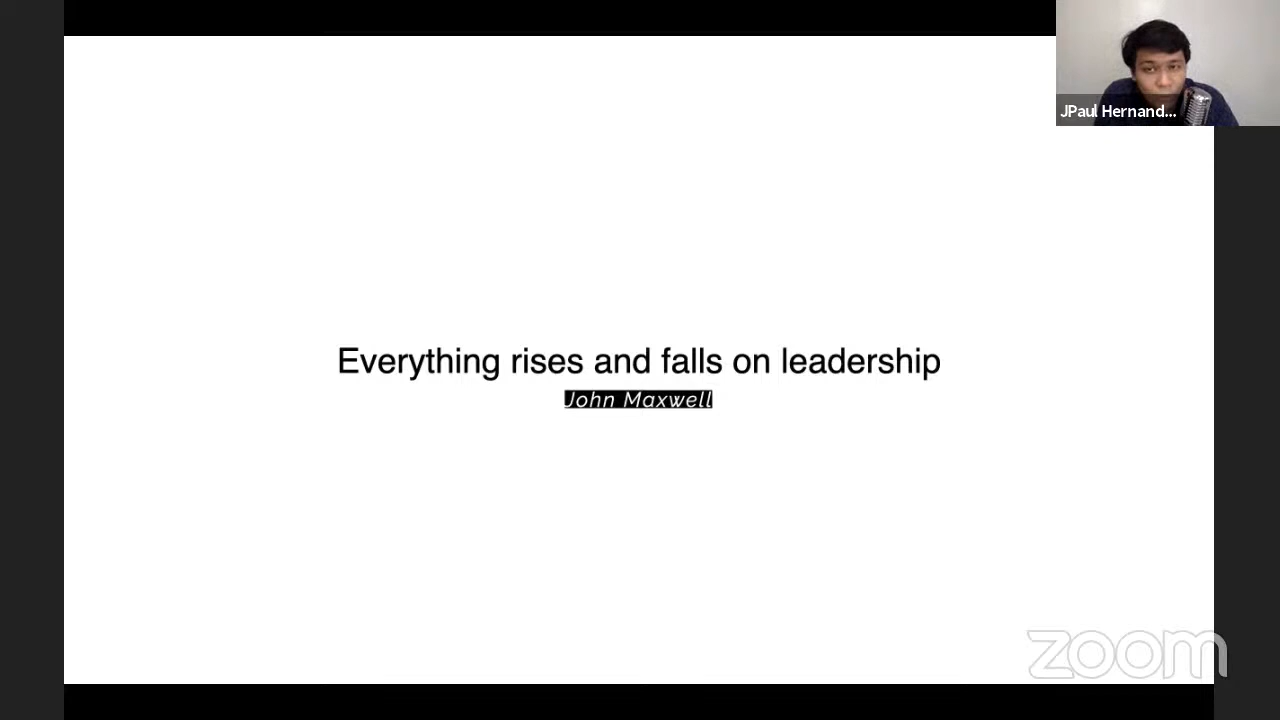 JPaul Hernand...
Everything rises and falls on leadership
John Maxwell
zoom